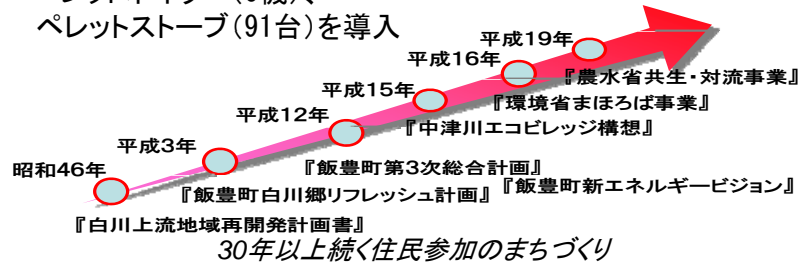 ペレットストーブ(91台)を導入
平成19年
平成16年
『農水省共生・対流事業』
平成15年
『環境省まほろば事業』
平成12年
『中津川エコビレッジ構想』
平成3年
『飯豊町第3次総合計画』
昭和46年
『飯豊町白川郷リフレッシュ計画』
『飯豊町新エネルギービジョン』
『白川上流地域再開発計画書』
30年以上続く住民参加のまちづくり